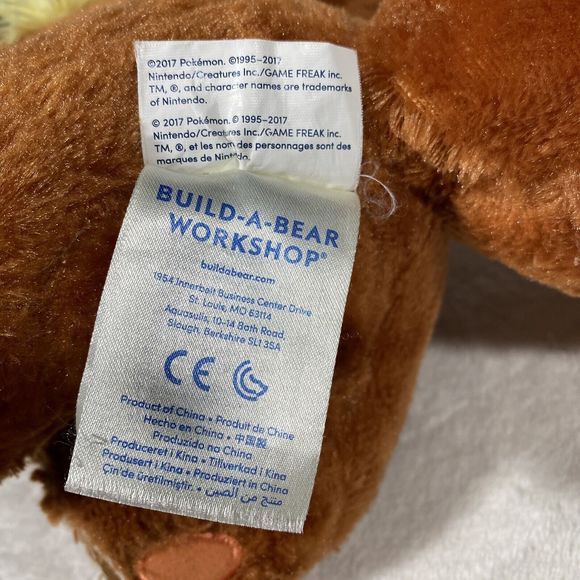 ©2017 Pokémon. ©1995-2017
Nintendo/Creatures Inc./GAME FREAK inc.
TM, ®, and character names are trademarks
of Nintendo.
© 2017 Pokémon. © 1995-2017
Nintendo/Creatures Inc./GAME FREAK inc.
TM, ®, et les nom des personnages sont des
marques de Nintendo.
BUILD-A-BEAR
WORKSHOP®
buildabear.com
1954 Innerbelt Business Center Drive
St. Louis, MO 63114
Aquasulis, 10-14 Bath Road,
Slough, Berkshire SL1 3SA
CE
Product of China • Produit de Chine
Hecho en China • 中国製
Produzido na China
Produceret i Kina • Tillverkad i Kina
Produsert i Kina • Produziert in China
Çin'de üretilmiştir. • منتج من الصين